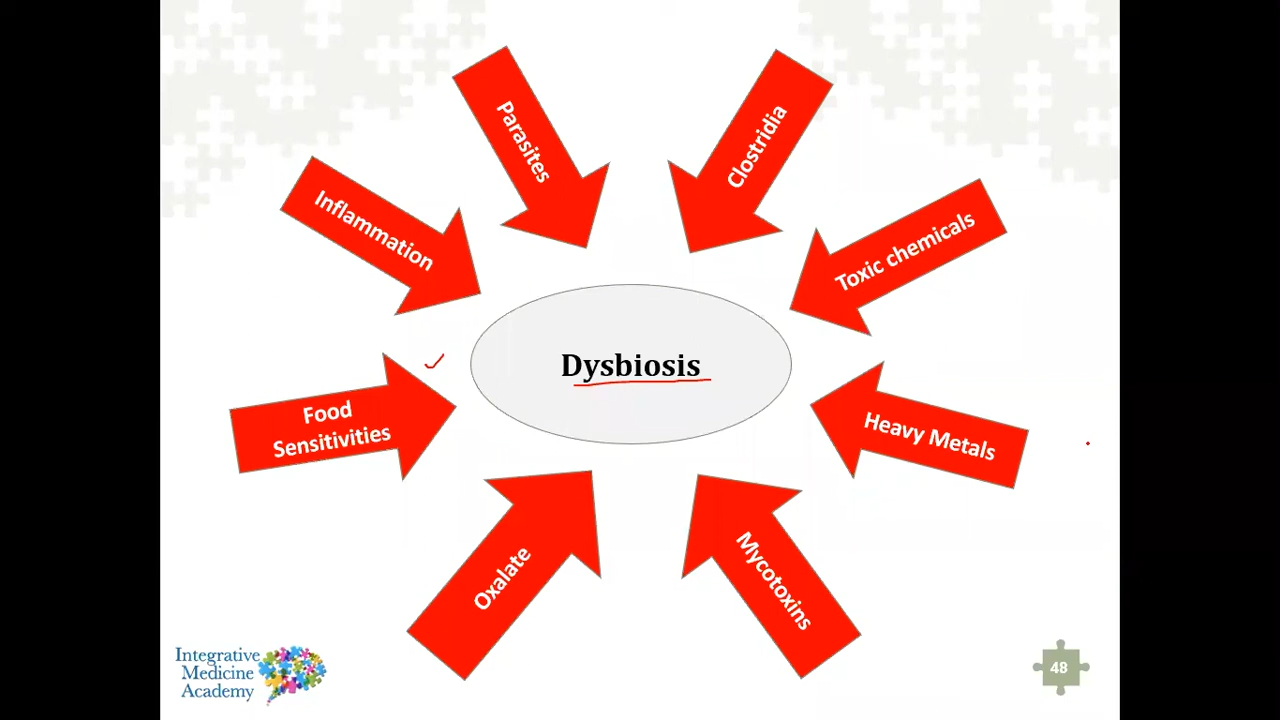 Parasites
Clostridia
Inflammation
Toxic chemicals
Dysbiosis
Food
Sensitivities
Heavy Metals
Oxalate
Mycotoxins
Integrative
Medicine
Academy
48